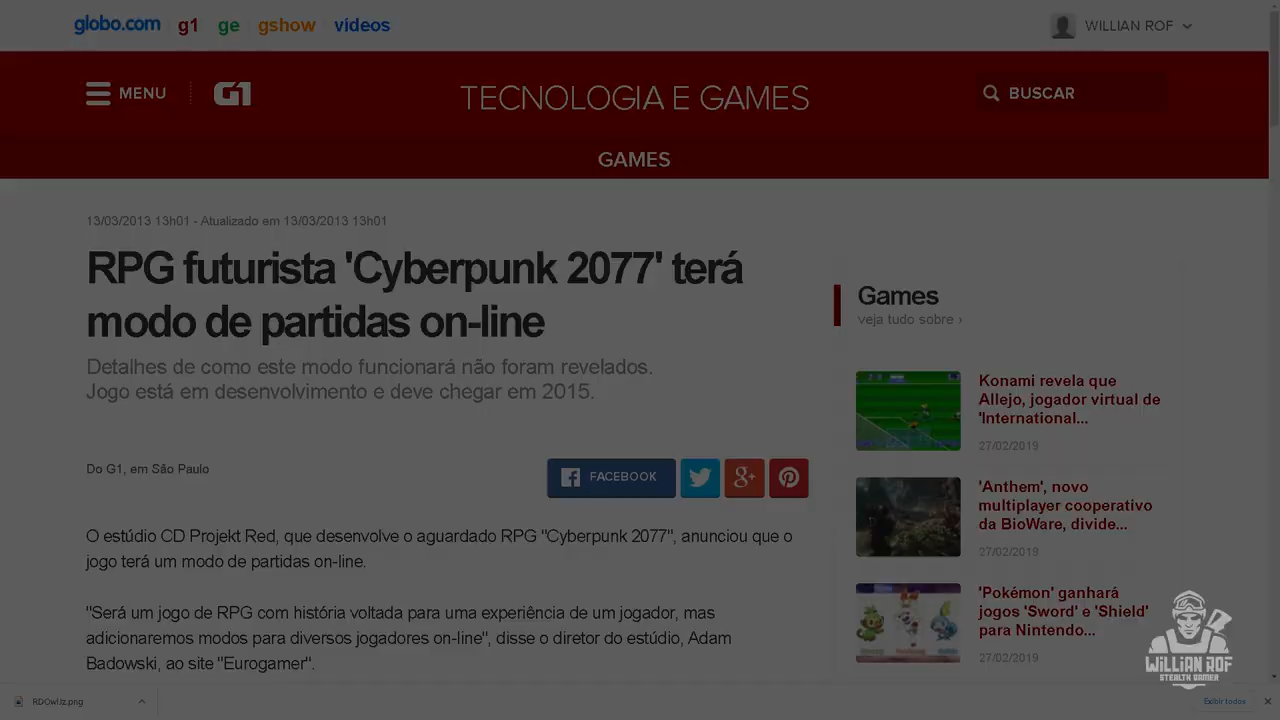 globo.com g1 ge gshow vídeos WILLIAN ROF
MENU G1 TECNOLOGIA E GAMES BUSCAR
GAMES
13/03/2013 13h01 - Atualizado em 13/03/2013 13h01
RPG futurista 'Cyberpunk 2077' terá
modo de partidas on-line
Detalhes de como este modo funcionará não foram revelados.
Jogo está em desenvolvimento e deve chegar em 2015.
Do G1, em São Paulo
FACEBOOK g+
O estúdio CD Projekt Red, que desenvolve o aguardado RPG "Cyberpunk 2077", anunciou que o
jogo terá um modo de partidas on-line.
"Será um jogo de RPG com história voltada para uma experiência de um jogador, mas
adicionaremos modos para diversos jogadores on-line", disse o diretor do estúdio, Adam
Badowski, ao site "Eurogamer".
Games
veja tudo sobre ›
Konami revela que
Allejo, jogador virtual de
'International...
27/02/2019
'Anthem', novo
multiplayer cooperativo
da BioWare, divide...
27/02/2019
'Pokémon' ganhará
jogos 'Sword' e 'Shield'
para Nintendo...
27/02/2019
WILLIAN ROF
STEALTH GAMER
Exibir todos